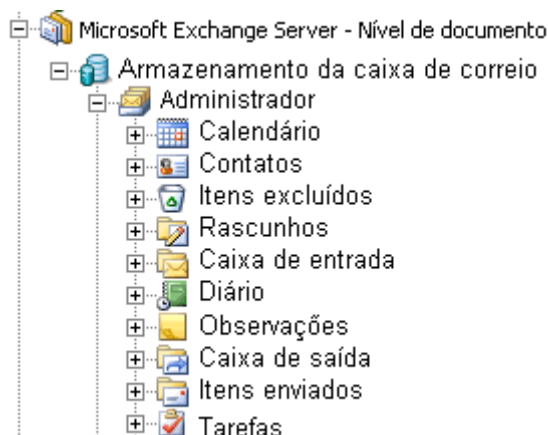 Microsoft Exchange Server - Nível de documento
Armazenamento da caixa de correio
Administrador
Calendário
Contatos
Itens excluídos
Rascunhos
Caixa de entrada
Diário
Observações
Caixa de saída
Itens enviados
Tarefas